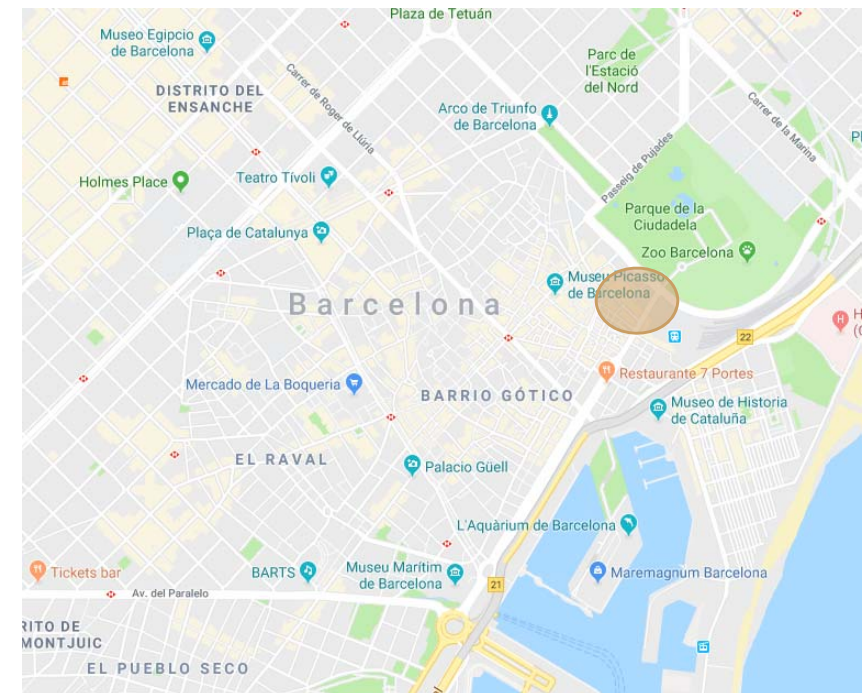 Plaza de Tetuán
Museo Egipcio
de Barcelona
Parc de
l'Estació
del Nord
DISTRITO DEL
ENSANCHE
Carrer de Roger de Llúria
Arco de Triunfo
de Barcelona
Carrer de la Marina
Passeig de Pujades
Holmes Place
Teatro Tívoli
Parque de la
Ciudadela
Plaça de Catalunya
Zoo Barcelona
Museu Picasso
de Barcelona
Barcelona
H
22
Restaurante 7 Portes
Mercado de La Boqueria
BARRIO GÓTICO
Museo de Historia
de Cataluña
EL RAVAL
Palacio Güell
L'Aquàrium de Barcelona
Tickets bar
BARTS
Museu Marítim
de Barcelona
21
Maremagnum Barcelona
Av. del Paralelo
RITO DE
MONTJUIC
EL PUEBLO SECO